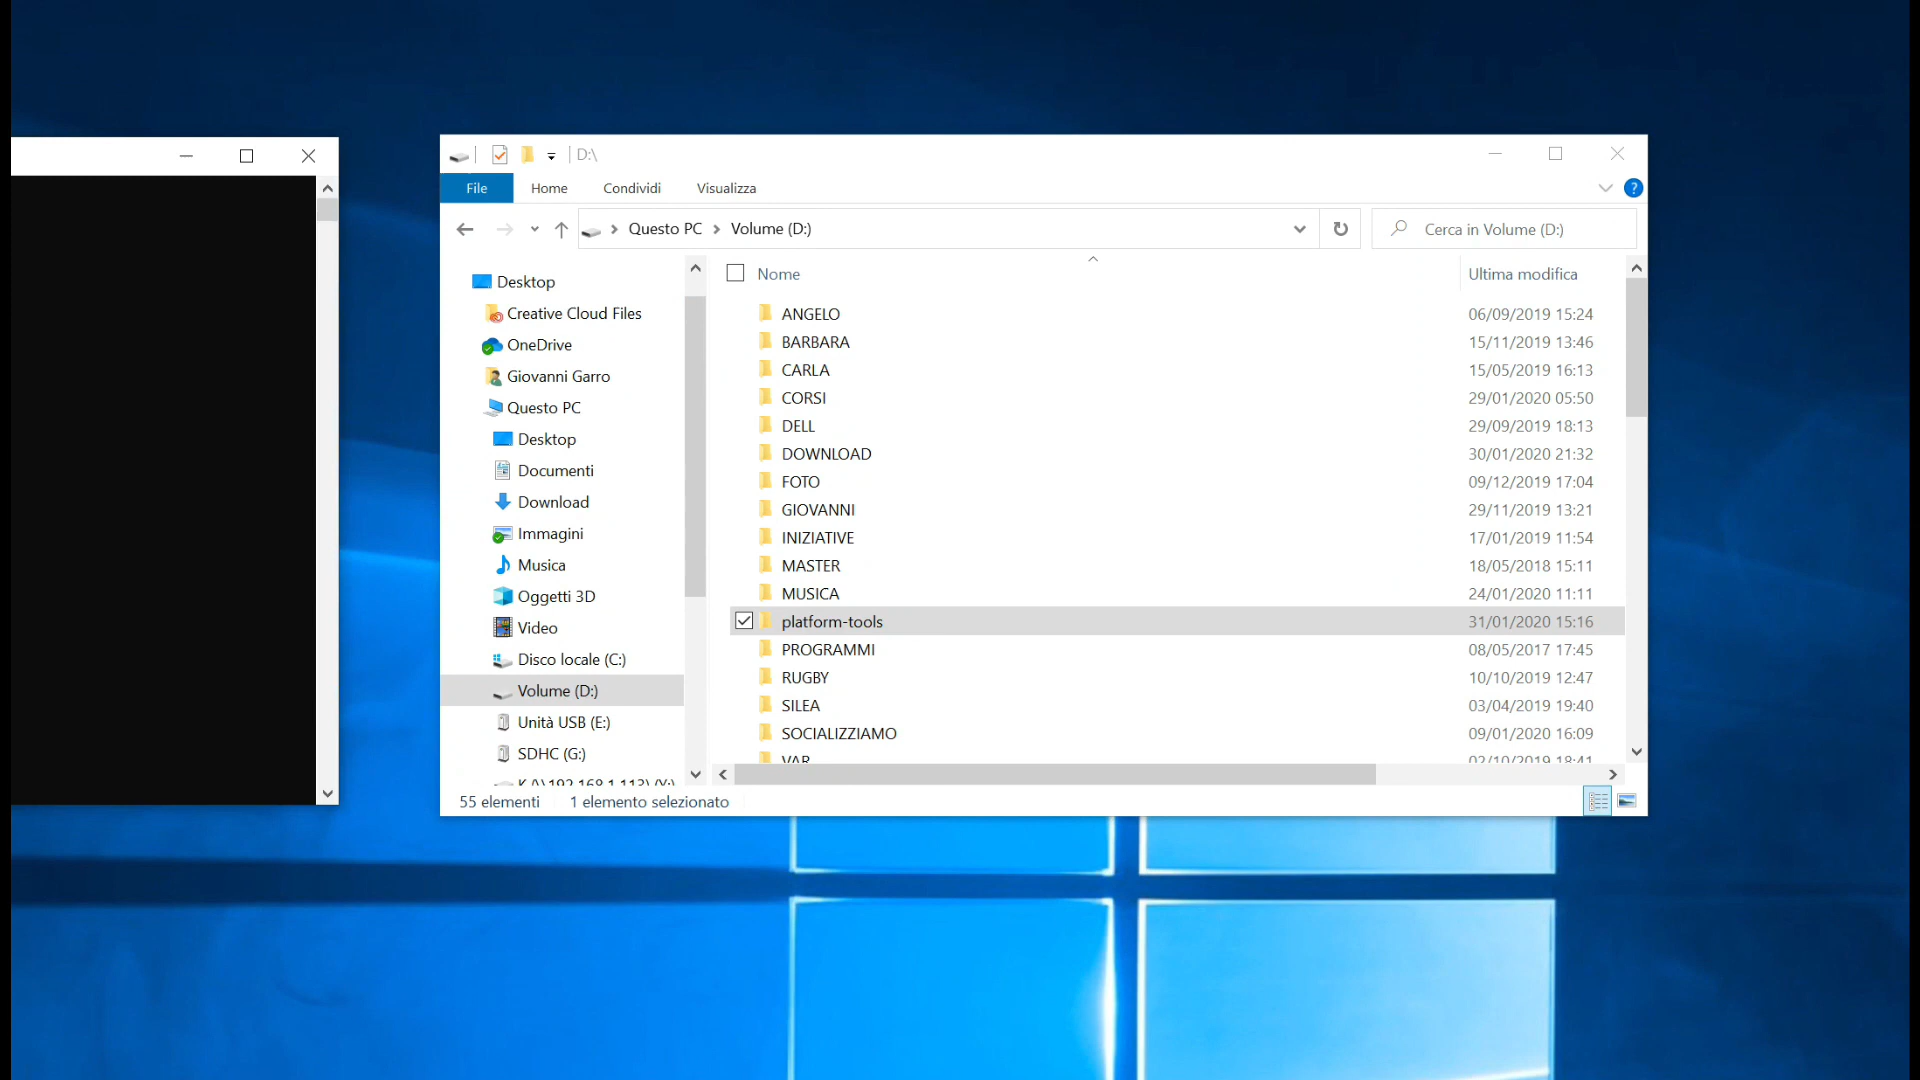 D:\
File Home Condividi Visualizza
Questo PC Volume (D:)
Cerca in Volume (D:)
Desktop
Creative Cloud Files
OneDrive
Giovanni Garro
Questo PC
Desktop
Documenti
Download
Immagini
Musica
Oggetti 3D
Video
Disco locale (C:)
Volume (D:)
Unità USB (E:)
SDHC (G:)
Nome Ultima modifica
ANGELO 06/09/2019 15:24
BARBARA 15/11/2019 13:46
CARLA 15/05/2019 16:13
CORSI 29/01/2020 05:50
DELL 29/09/2019 18:13
DOWNLOAD 30/01/2020 21:32
FOTO 09/12/2019 17:04
GIOVANNI 29/11/2019 13:21
INIZIATIVE 17/01/2019 11:54
MASTER 18/05/2018 15:11
MUSICA 24/01/2020 11:11
platform-tools 31/01/2020 15:16
PROGRAMMI 08/05/2017 17:45
RUGBY 10/10/2019 12:47
SILEA 03/04/2019 19:40
SOCIALIZZIAMO 09/01/2020 16:09
VAR 02/10/2019 18:41
55 elementi 1 elemento selezionato